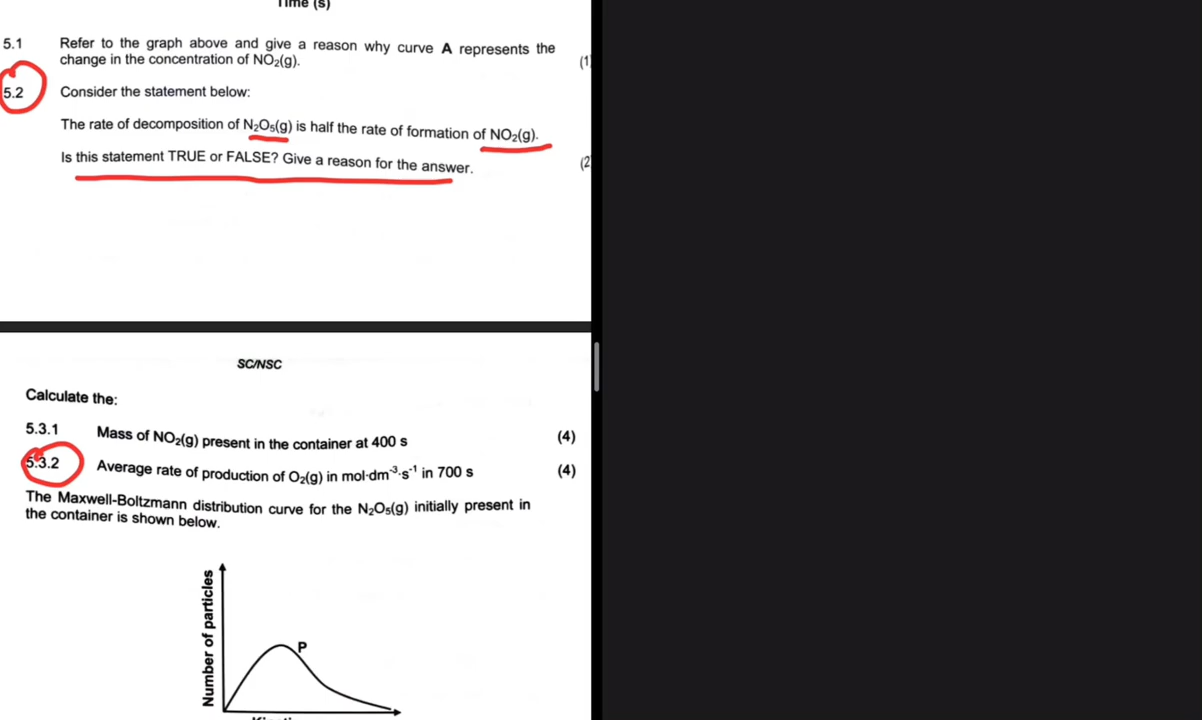 Time (s)
5.1 Refer to the graph above and give a reason why curve A represents the
change in the concentration of NO₂(g). (1)
5.2 Consider the statement below:
The rate of decomposition of N₂O₅(g) is half the rate of formation of NO₂(g).
Is this statement TRUE or FALSE? Give a reason for the answer. (2
SC/NSC
Calculate the:
5.3.1 Mass of NO₂(g) present in the container at 400 s (4)
5.3.2 Average rate of production of O₂(g) in mol·dm⁻³·s⁻¹ in 700 s (4)
The Maxwell-Boltzmann distribution curve for the N₂O₅(g) initially present in
the container is shown below.
Number of particles
P